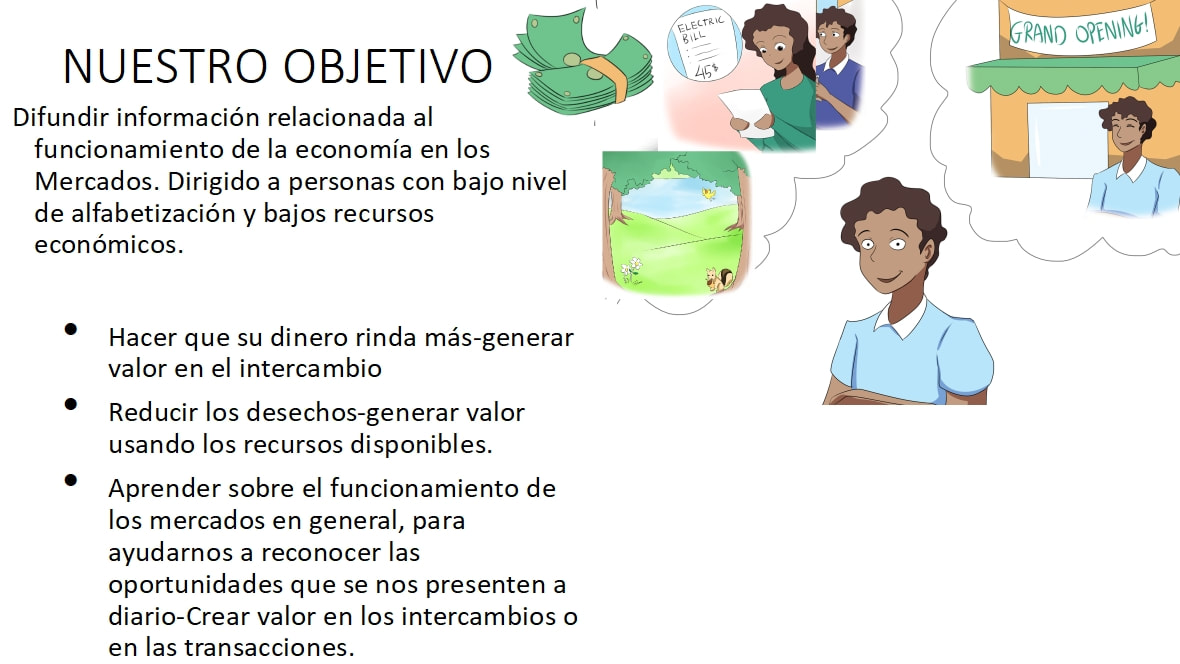 NUESTRO OBJETIVO
Difundir información relacionada al
funcionamiento de la economía en los
Mercados. Dirigido a personas con bajo nivel
de alfabetización y bajos recursos
económicos.
• Hacer que su dinero rinda más-generar
valor en el intercambio
• Reducir los desechos-generar valor
usando los recursos disponibles.
• Aprender sobre el funcionamiento de
los mercados en general, para
ayudarnos a reconocer las
oportunidades que se nos presenten a
diario-Crear valor en los intercambios o
en las transacciones.
ELECTRIC
BILL
45$
GRAND OPENING!